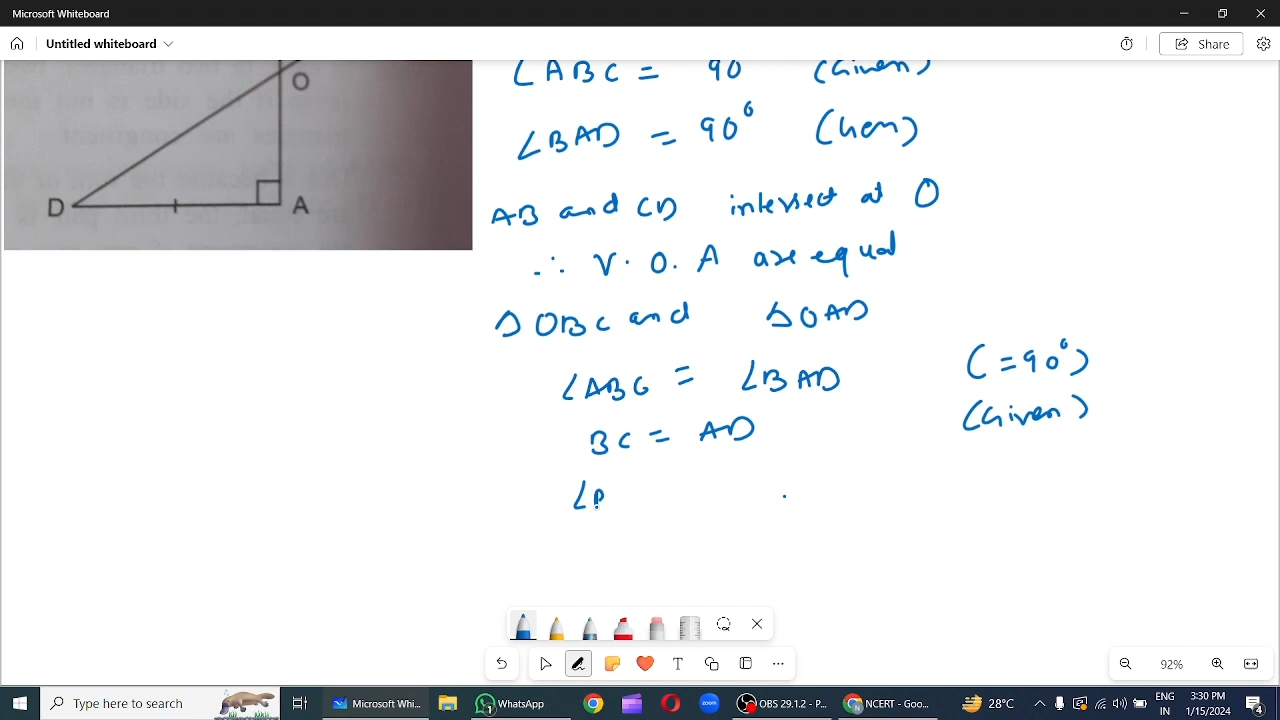 Microsoft Whiteboard
Untitled whiteboard
Share
O
D
A
∠ABC = 90 (Given)
∠BAD = 90°
AB and CD intersect at O
∴ V.O.A are equal
△OBC and △OAD
∠ABC = ∠BAD (=90°)
BC = AD (Given)
∠
92%
Type here to search
Microsoft Whi...
WhatsApp
zoom
OBS 29.1.2 - P...
NCERT - Goo...
28°C
ENG
IN
3:30 PM
1/15/2024
4